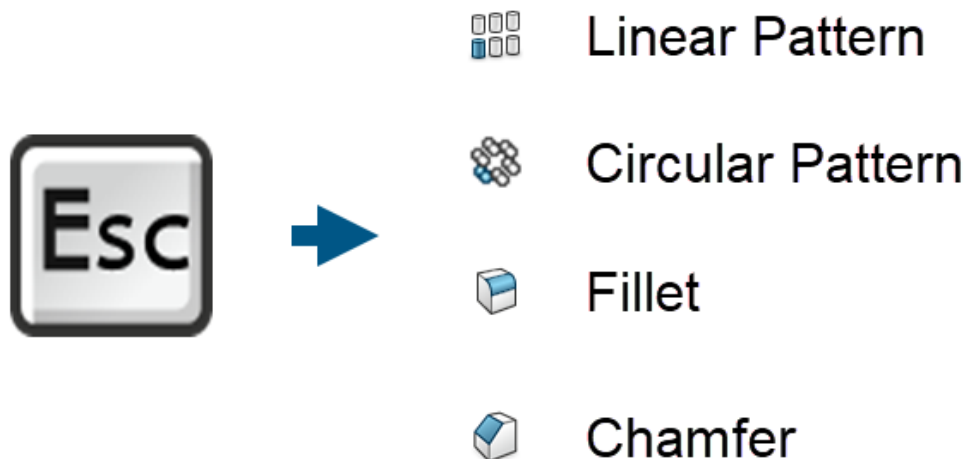 Esc
Linear Pattern
Circular Pattern
Fillet
Chamfer